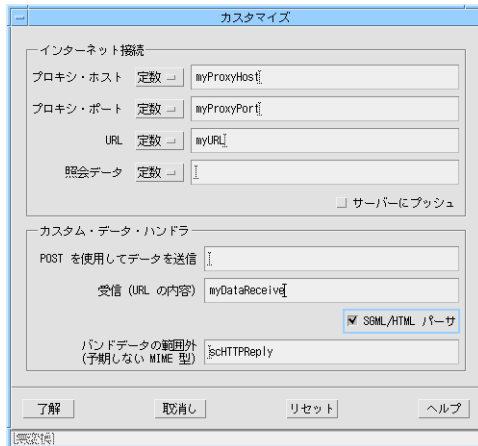 カスタマイズ
インターネット接続
プロキシ・ホスト 定数 myProxyHost
プロキシ・ポート 定数 myProxyPort
URL 定数 myURL
照会データ 定数
サーバーにプッシュ
カスタム・データ・ハンドラ
POST を使用してデータを送信
受信 (URL の内容) myDataReceive
SGML/HTML パーサ
バンドデータの範囲外
(予期しない MIME 型) scHTTPReply
了解 取消し リセット ヘルプ
[無変換]